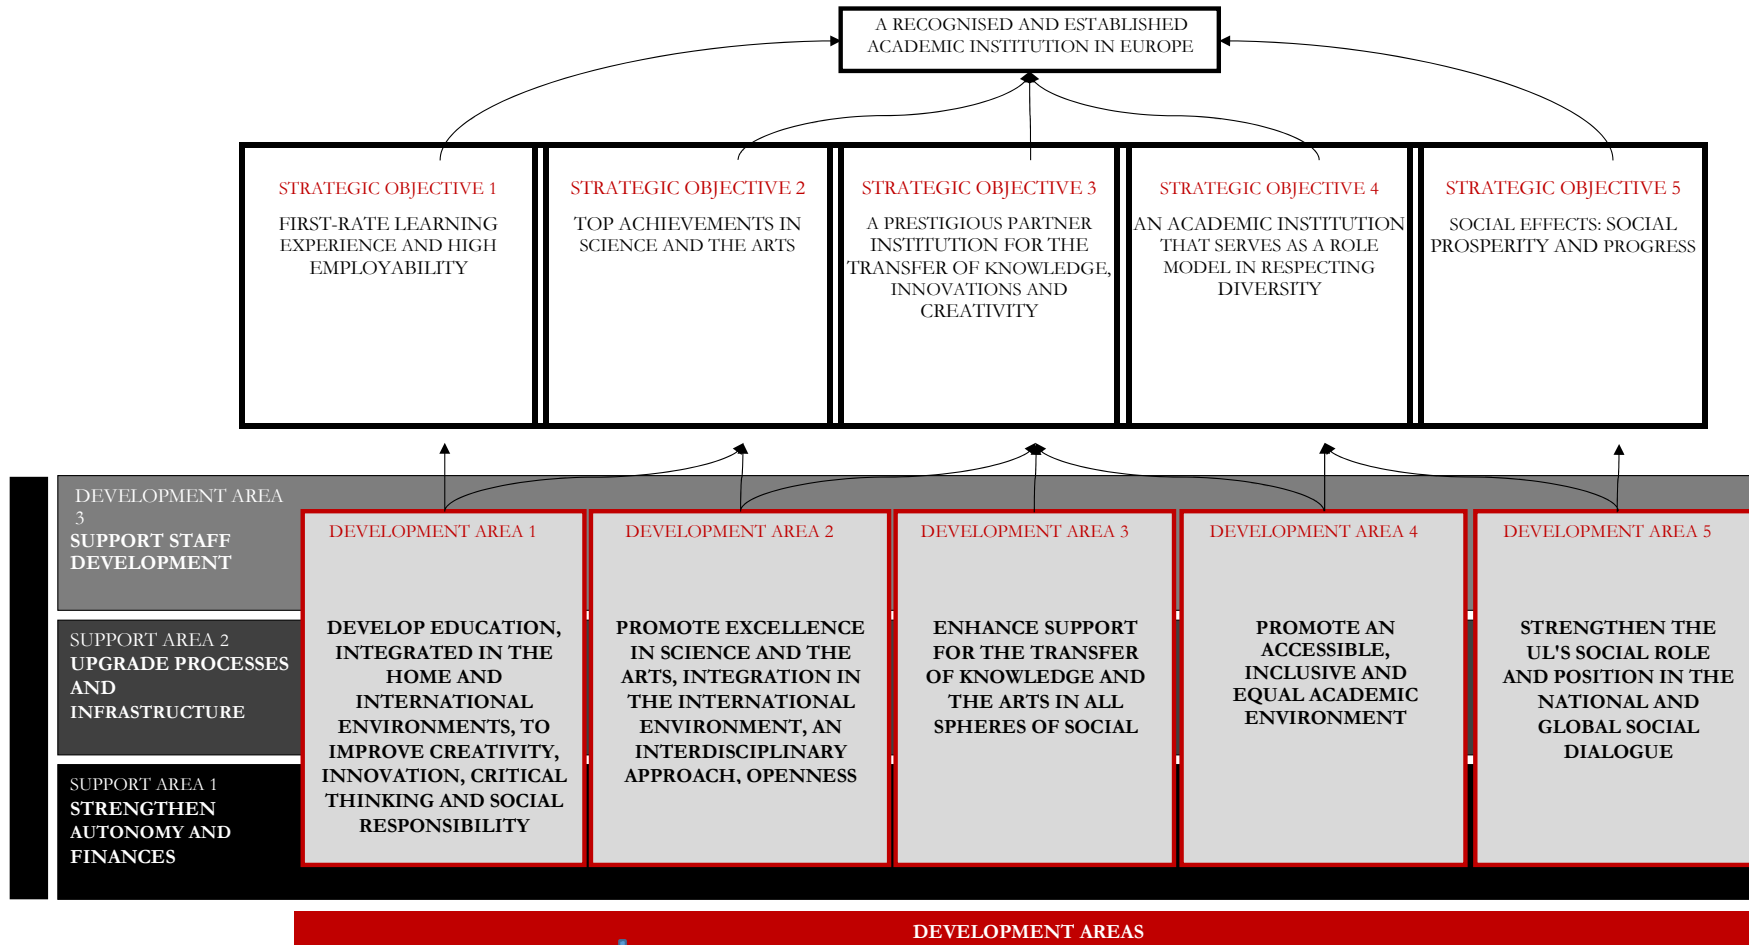 A RECOGNISED AND ESTABLISHED
ACADEMIC INSTITUTION IN EUROPE
STRATEGIC OBJECTIVE 1
FIRST-RATE LEARNING
EXPERIENCE AND HIGH
EMPLOYABILITY
STRATEGIC OBJECTIVE 2
TOP ACHIEVEMENTS IN
SCIENCE AND THE ARTS
STRATEGIC OBJECTIVE 3
A PRESTIGIOUS PARTNER
INSTITUTION FOR THE
TRANSFER OF KNOWLEDGE,
INNOVATIONS AND
CREATIVITY
STRATEGIC OBJECTIVE 4
AN ACADEMIC INSTITUTION
THAT SERVES AS A ROLE
MODEL IN RESPECTING
DIVERSITY
STRATEGIC OBJECTIVE 5
SOCIAL EFFECTS: SOCIAL
PROSPERITY AND PROGRESS
DEVELOPMENT AREA
3
SUPPORT STAFF
DEVELOPMENT
SUPPORT AREA 2
UPGRADE PROCESSES
AND
INFRASTRUCTURE
SUPPORT AREA 1
STRENGTHEN
AUTONOMY AND
FINANCES
DEVELOPMENT AREA 1
DEVELOP EDUCATION,
INTEGRATED IN THE
HOME AND
INTERNATIONAL
ENVIRONMENTS, TO
IMPROVE CREATIVITY,
INNOVATION, CRITICAL
THINKING AND SOCIAL
RESPONSIBILITY
DEVELOPMENT AREA 2
PROMOTE EXCELLENCE
IN SCIENCE AND THE
ARTS, INTEGRATION IN
THE INTERNATIONAL
ENVIRONMENT, AN
INTERDISCIPLINARY
APPROACH, OPENNESS
DEVELOPMENT AREA 3
ENHANCE SUPPORT
FOR THE TRANSFER
OF KNOWLEDGE AND
THE ARTS IN ALL
SPHERES OF SOCIAL
DEVELOPMENT AREA 4
PROMOTE AN
ACCESSIBLE,
INCLUSIVE AND
EQUAL ACADEMIC
ENVIRONMENT
DEVELOPMENT AREA 5
STRENGTHEN THE
UL'S SOCIAL ROLE
AND POSITION IN THE
NATIONAL AND
GLOBAL SOCIAL
DIALOGUE
DEVELOPMENT AREAS